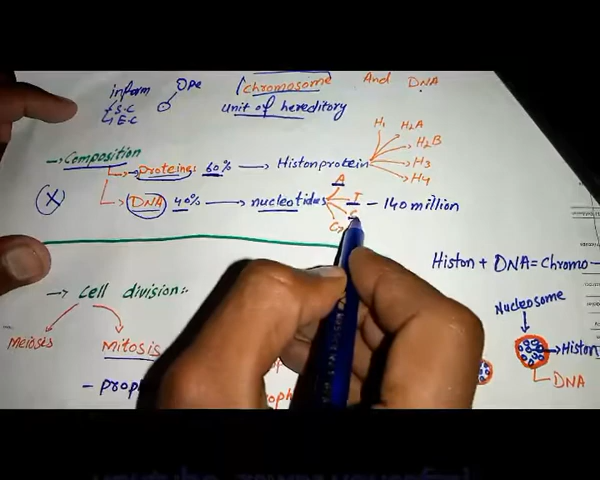 chromosome And DNA
inform Ope
S.C
E.C
unit of hereditory
H1 H2A
H2B
H3
H4
→ Composition
→ Proteins 60% → Histonprotein
X DNA 40% → nucleotides A T C G - 140 million
Histon + DNA = Chromo
→ Cell division:-
Nucleosome
Meiosis Mitosis
→ Histon
DNA
- prop